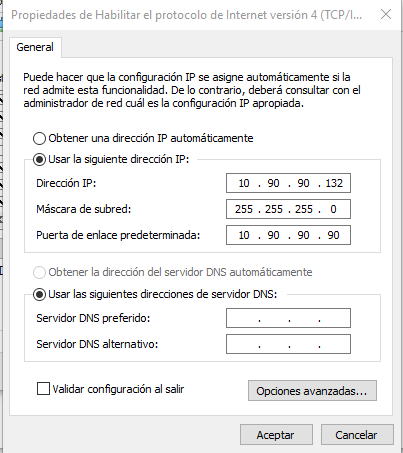 Propiedades de Habilitar el protocolo de Internet versión 4 (TCP/I...
General
Puede hacer que la configuración IP se asigne automáticamente si la
red admite esta funcionalidad. De lo contrario, deberá consultar con el
administrador de red cuál es la configuración IP apropiada.
Obtener una dirección IP automáticamente
Usar la siguiente dirección IP:
Dirección IP: 10 . 90 . 90 . 132
Máscara de subred: 255 . 255 . 255 . 0
Puerta de enlace predeterminada: 10 . 90 . 90 . 90
Obtener la dirección del servidor DNS automáticamente
Usar las siguientes direcciones de servidor DNS:
Servidor DNS preferido: . . .
Servidor DNS alternativo: . . .
Validar configuración al salir
Opciones avanzadas...
Aceptar Cancelar